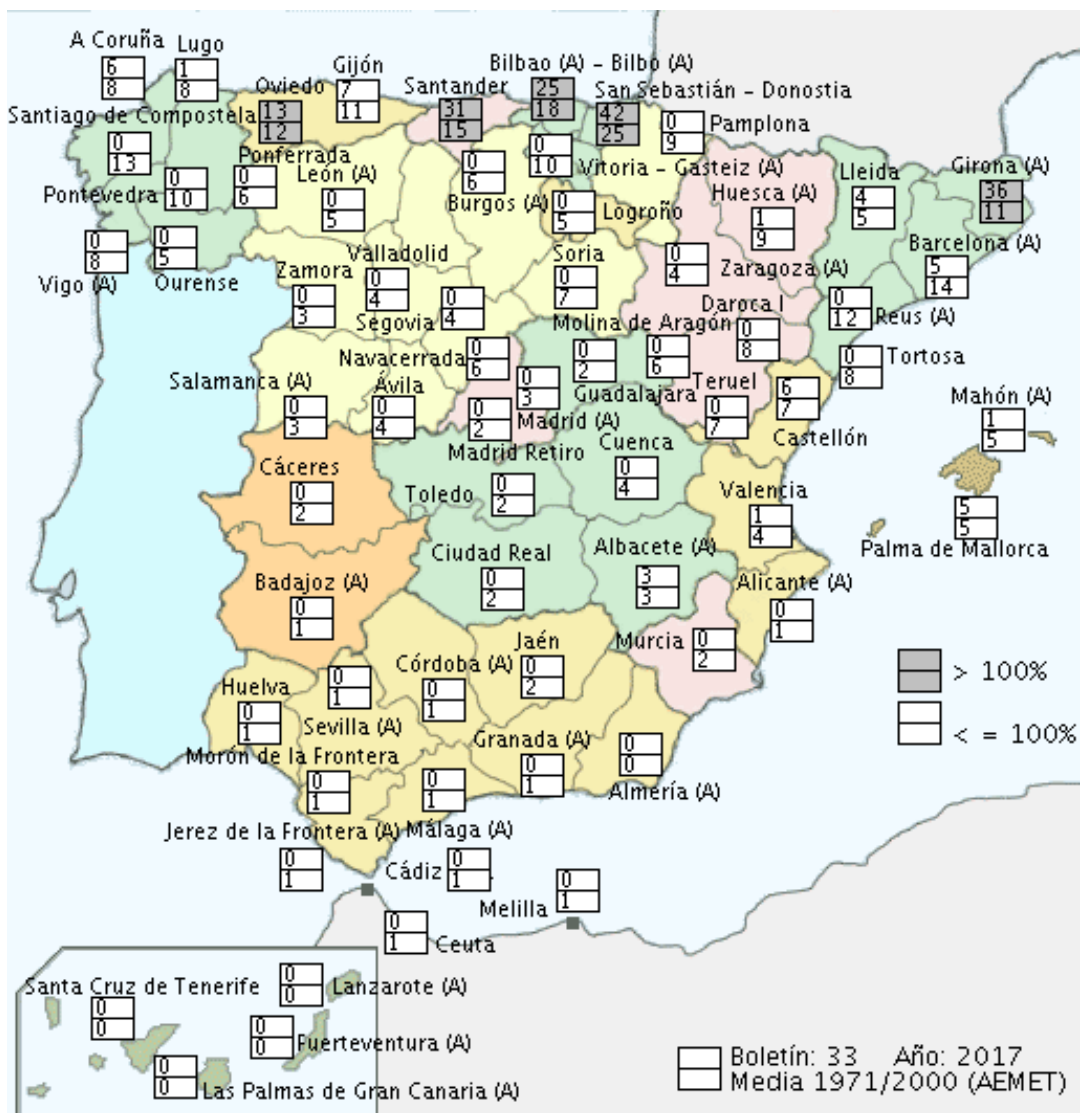 A Coruña
6
8
Lugo
1
8
Oviedo
13
12
Gijón
7
11
Santander
31
15
Bilbao (A) - Bilbo (A)
25
18
San Sebastián - Donostia
42
25
Pamplona
0
9
Santiago de Compostela
0
13
Ponferrada
0
6
León (A)
0
5
Burgos (A)
0
6
Vitoria - Gasteiz (A)
0
10
Logroño
0
5
Huesca (A)
1
9
Lleida
4
5
Girona (A)
36
11
Pontevedra
0
10
Vigo (A)
0
8
Ourense
0
5
Zamora
0
3
Valladolid
0
4
Soria
0
7
Zaragoza (A)
0
4
Barcelona (A)
5
14
Segovia
0
4
Molina de Aragón
0
6
Daroca I
0
8
Reus (A)
0
12
Tortosa
0
8
Salamanca (A)
0
3
Ávila
0
4
Navacerrada
0
6
Madrid (A)
0
3
Guadalajara
0
2
Teruel
0
7
Castellón
6
7
Mahón (A)
1
5
Madrid Retiro
0
2
Cáceres
0
2
Toledo
0
2
Cuenca
0
4
Valencia
1
4
Palma de Mallorca
5
5
Badajoz (A)
0
1
Ciudad Real
0
2
Albacete (A)
3
3
Alicante (A)
0
1
Murcia
0
2
Huelva
0
1
Sevilla (A)
0
1
Córdoba (A)
0
1
Jaén
0
2
> 100%
< = 100%
Morón de la Frontera
0
1
Granada (A)
0
1
Almería (A)
0
0
Jerez de la Frontera (A)
0
1
Málaga (A)
0
1
Cádiz
0
1
Melilla
0
1
Ceuta
0
1
Santa Cruz de Tenerife
0
0
Lanzarote (A)
0
0
Fuerteventura (A)
0
0
Las Palmas de Gran Canaria (A)
0
0
Boletín: 33 Año: 2017
Media 1971/2000 (AEMET)